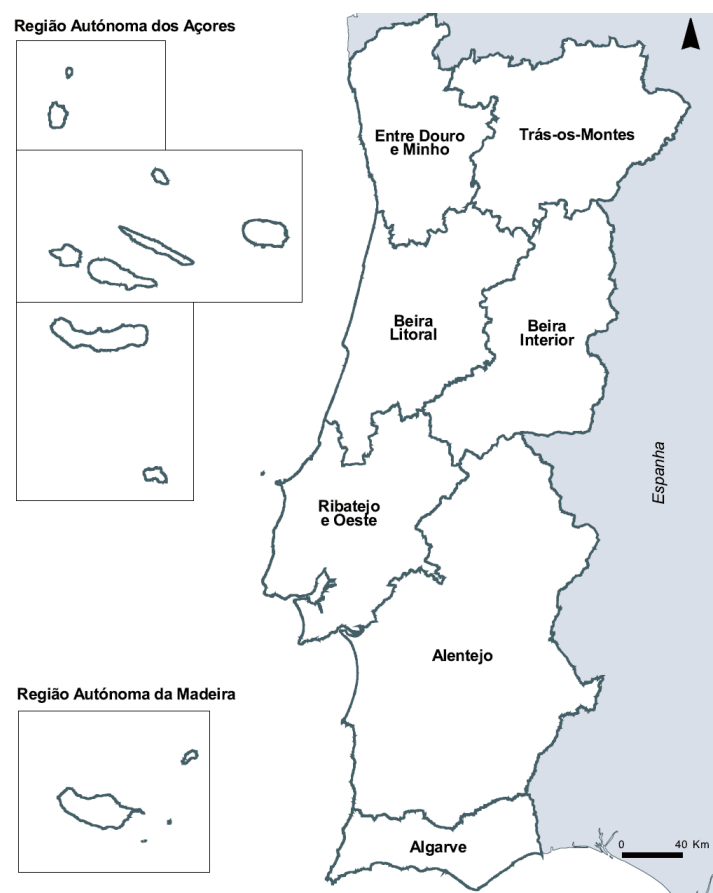 Região Autónoma dos Açores
Entre Douro
e Minho
Trás-os-Montes
Beira
Litoral
Beira
Interior
Espanha
Ribatejo
e Oeste
Alentejo
Região Autónoma da Madeira
Algarve
0 40 Km